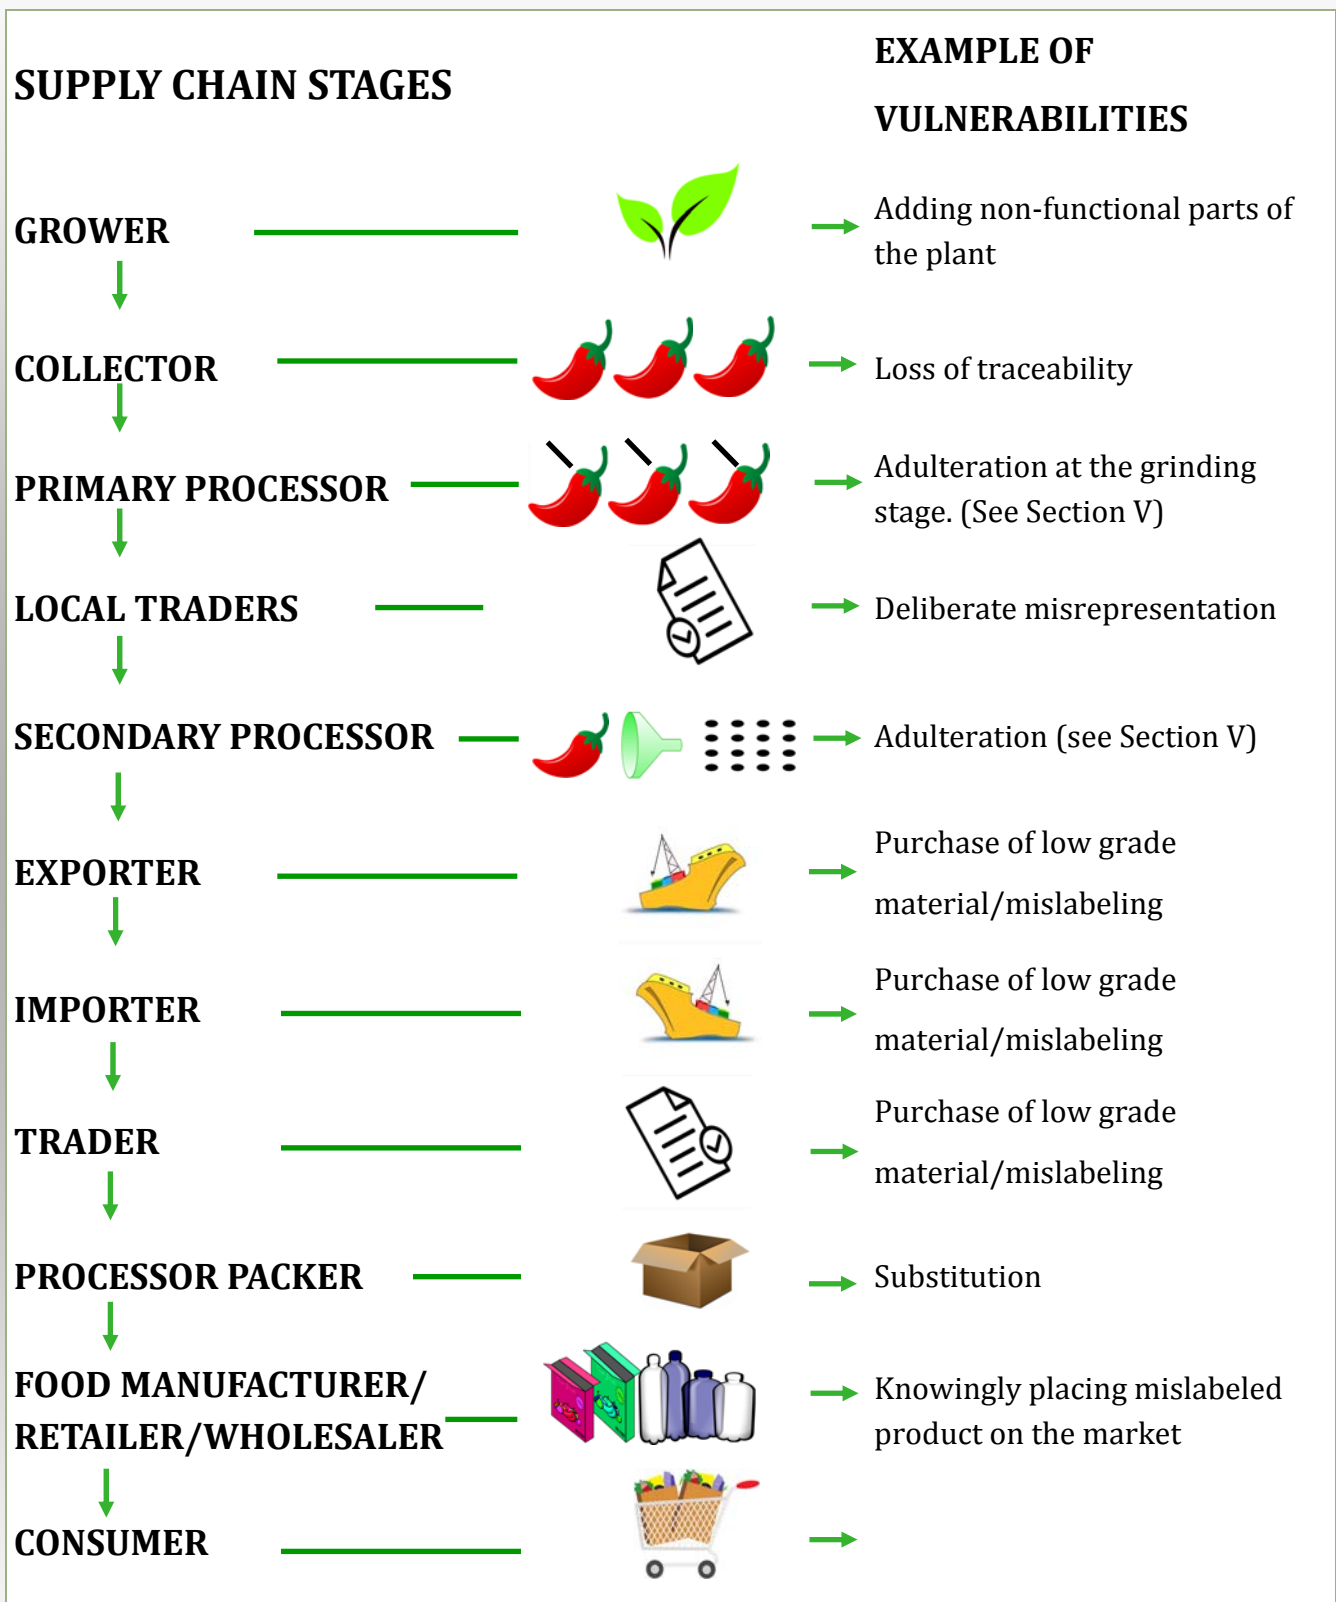 SUPPLY CHAIN STAGES
EXAMPLE OF
VULNERABILITIES
GROWER
Adding non-functional parts of
the plant
COLLECTOR
Loss of traceability
PRIMARY PROCESSOR
Adulteration at the grinding
stage. (See Section V)
LOCAL TRADERS
Deliberate misrepresentation
SECONDARY PROCESSOR
Adulteration (see Section V)
EXPORTER
Purchase of low grade
material/mislabeling
IMPORTER
Purchase of low grade
material/mislabeling
TRADER
Purchase of low grade
material/mislabeling
PROCESSOR PACKER
Substitution
FOOD MANUFACTURER/
RETAILER/WHOLESALER
Knowingly placing mislabeled
product on the market
CONSUMER